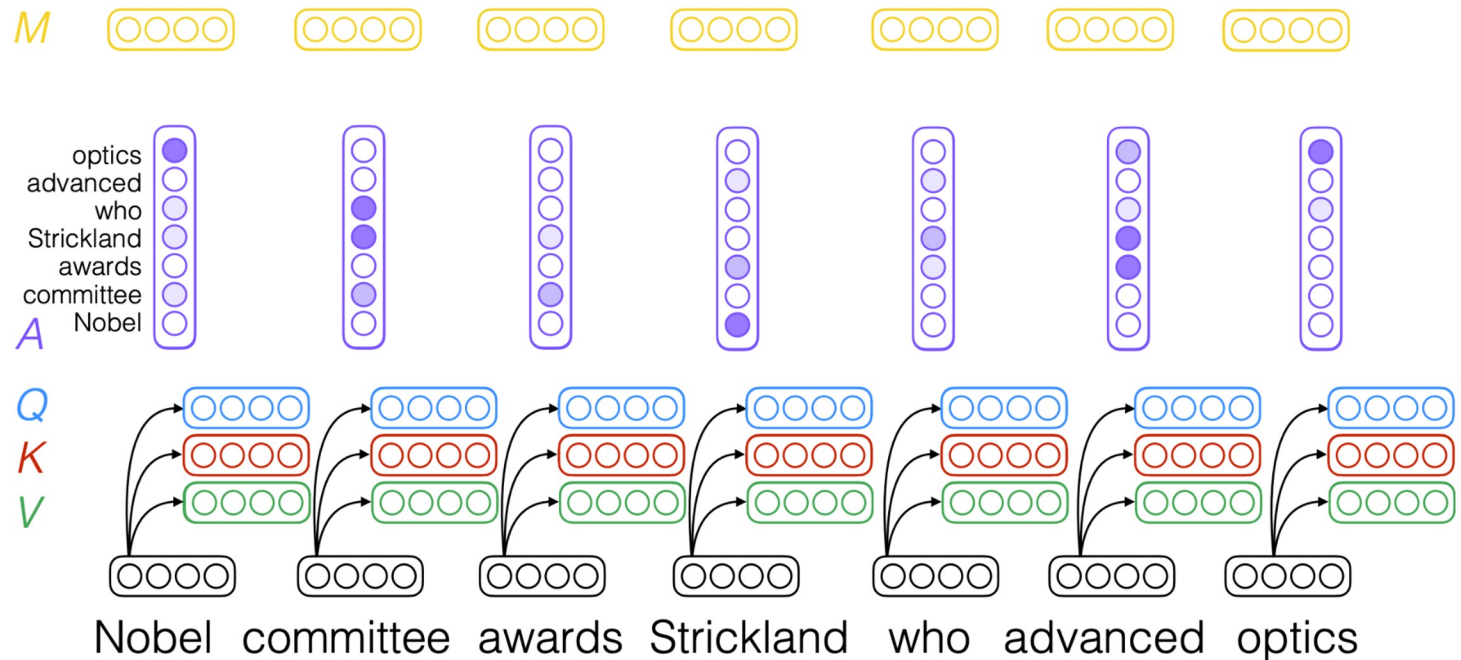 M
optics
advanced
who
Strickland
awards
committee
Nobel
A
Q
K
V
Nobel committee awards Strickland who advanced optics